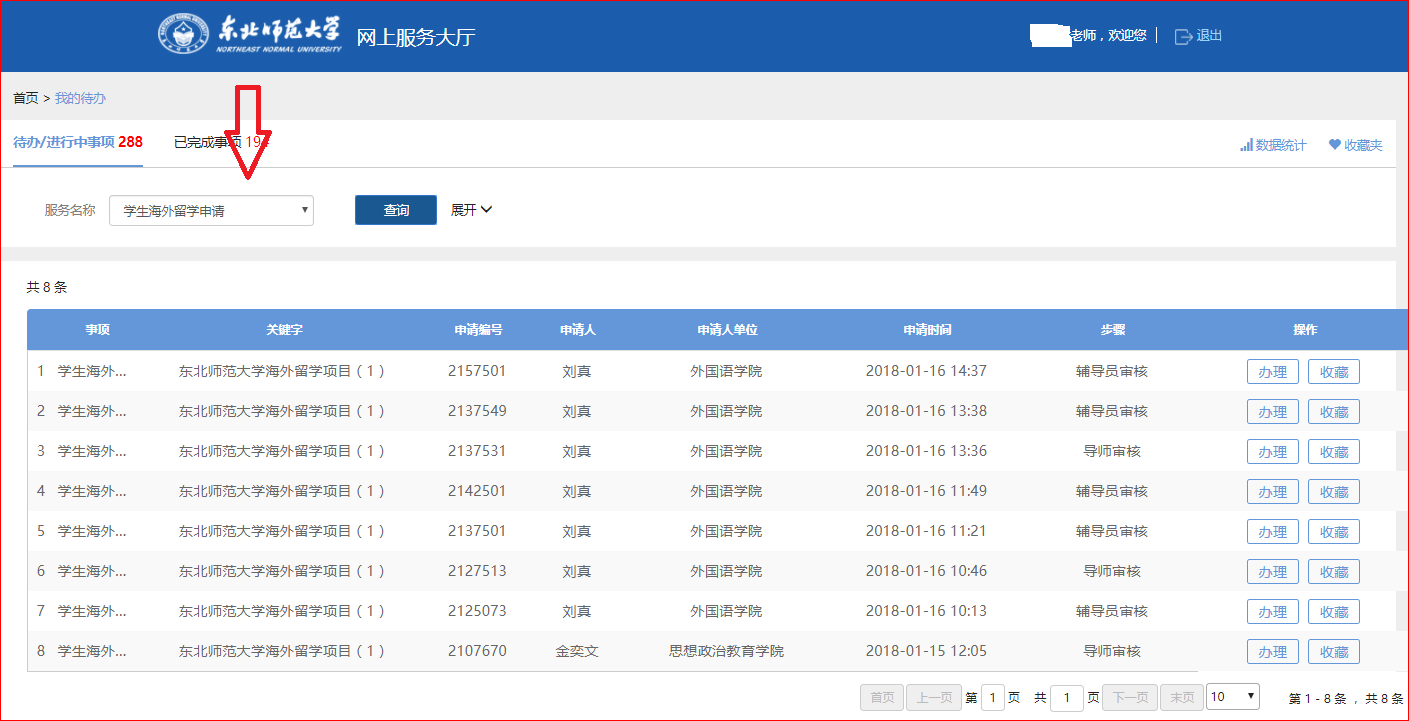 东北师范大学 网上服务大厅 老师，欢迎您 退出
NORTHEAST NORMAL UNIVERSITY
首页 > 我的待办
待办/进行中事项 288 已完成事项 数据统计 收藏夹
服务名称 学生海外留学申请 查询 展开
共 8 条
事项 关键字 申请编号 申请人 申请人单位 申请时间 步骤 操作
1 学生海外... 东北师范大学海外留学项目（1） 2157501 刘真 外国语学院 2018-01-16 14:37 辅导员审核 办理 收藏
2 学生海外... 东北师范大学海外留学项目（1） 2137549 刘真 外国语学院 2018-01-16 13:38 辅导员审核 办理 收藏
3 学生海外... 东北师范大学海外留学项目（1） 2137531 刘真 外国语学院 2018-01-16 13:36 导师审核 办理 收藏
4 学生海外... 东北师范大学海外留学项目（1） 2142501 刘真 外国语学院 2018-01-16 11:49 辅导员审核 办理 收藏
5 学生海外... 东北师范大学海外留学项目（1） 2137501 刘真 外国语学院 2018-01-16 11:21 辅导员审核 办理 收藏
6 学生海外... 东北师范大学海外留学项目（1） 2127513 刘真 外国语学院 2018-01-16 10:46 导师审核 办理 收藏
7 学生海外... 东北师范大学海外留学项目（1） 2125073 刘真 外国语学院 2018-01-16 10:13 辅导员审核 办理 收藏
8 学生海外... 东北师范大学海外留学项目（1） 2107670 金奕文 思想政治教育学院 2018-01-15 12:05 导师审核 办理 收藏
首页 上一页 第 1 页 共 1 页 下一页 末页 10 第 1 - 8 条 ，共 8 条